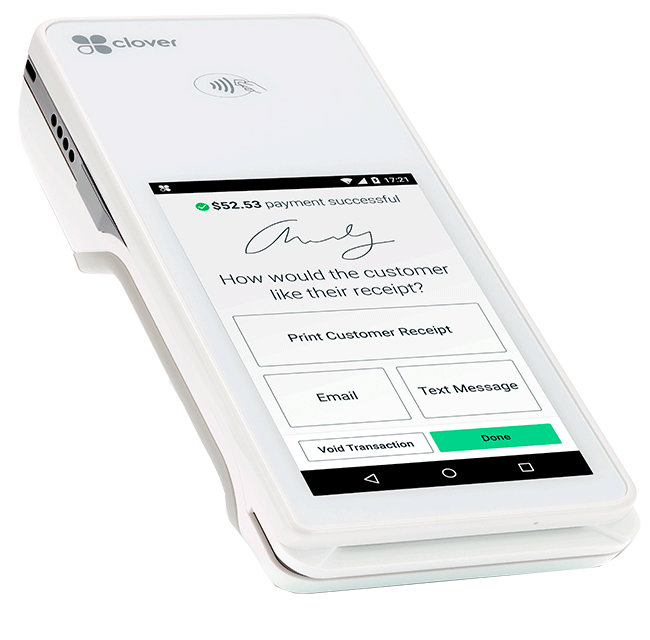 clover
17:21
$52.53 payment successful
How would the customer
like their receipt?
Print Customer Receipt
Email
Text Message
Void Transaction
Done